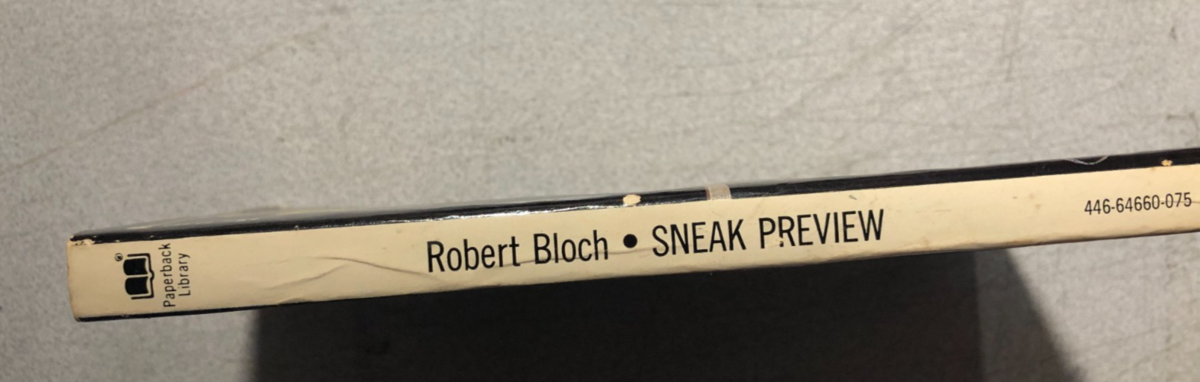 Paperback
Library
Robert Bloch • SNEAK PREVIEW
446-64660-075